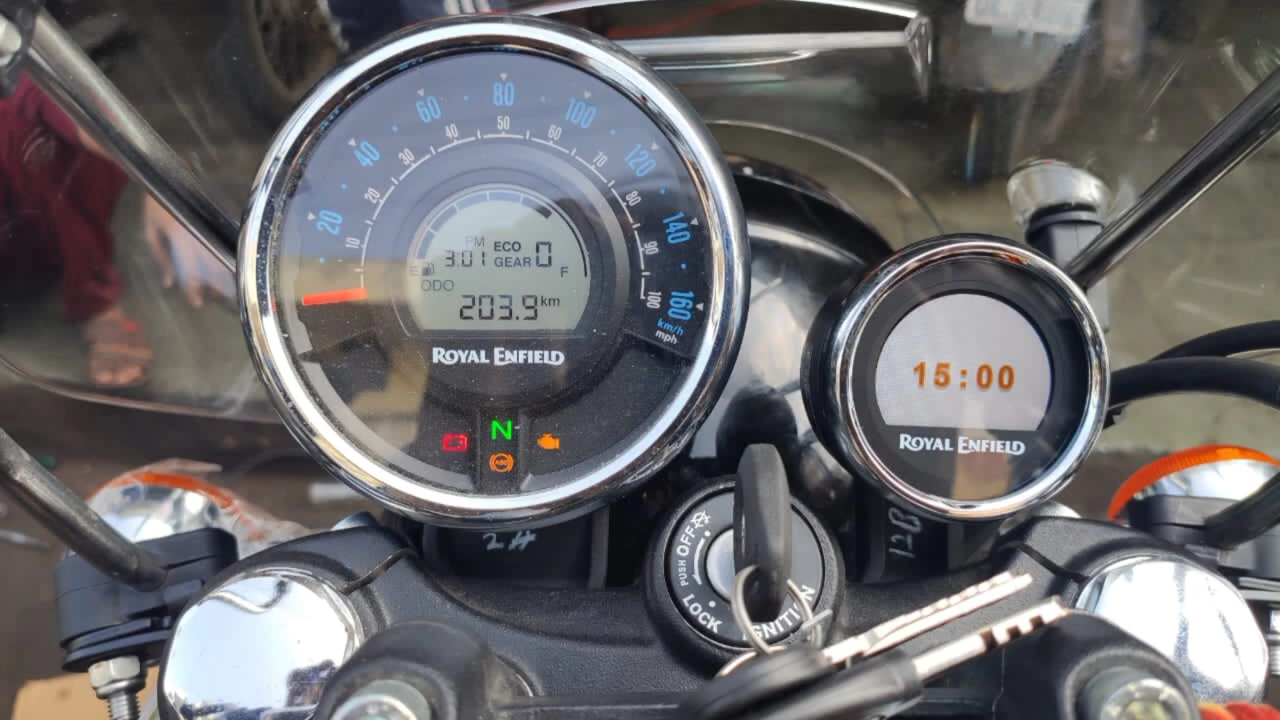 20 40 60 80 100 120 140 160
km/h
mph
10 20 30 40 50 60 70 80 90 100
PM ECO
3.01 GEAR 0
E F
ODO
203.9 km
ROYAL ENFIELD
N
ABS
15:00
ROYAL ENFIELD
OFF
PUSH
LOCK
24